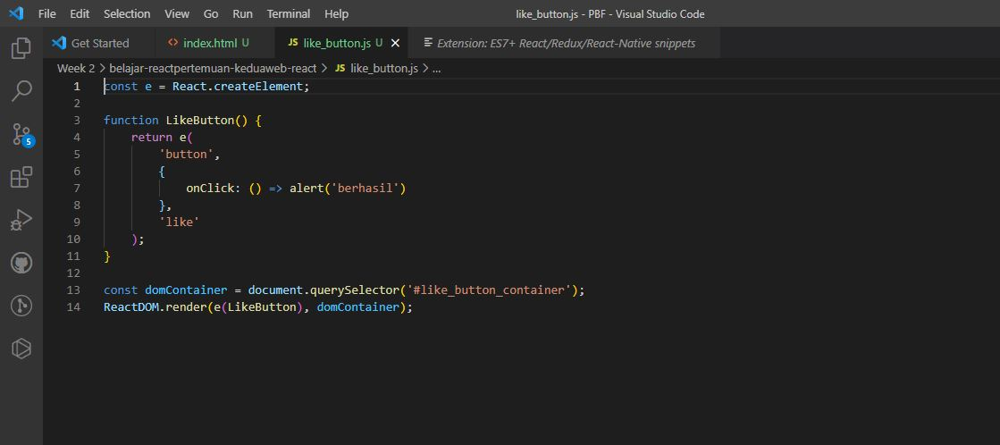 File Edit Selection View Go Run Terminal Help like_button.js - PBF - Visual Studio Code
Get Started index.html U JS like_button.js U Extension: ES7+ React/Redux/React-Native snippets
Week 2 > belajar-reactpertemuan-keduaweb-react > JS like_button.js > ...
1 const e = React.createElement;
2
3 function LikeButton() {
4 return e(
5 'button',
6 {
7 onClick: () => alert('berhasil')
8 },
9 'like'
10 );
11 }
12
13 const domContainer = document.querySelector('#like_button_container');
14 ReactDOM.render(e(LikeButton), domContainer);
5